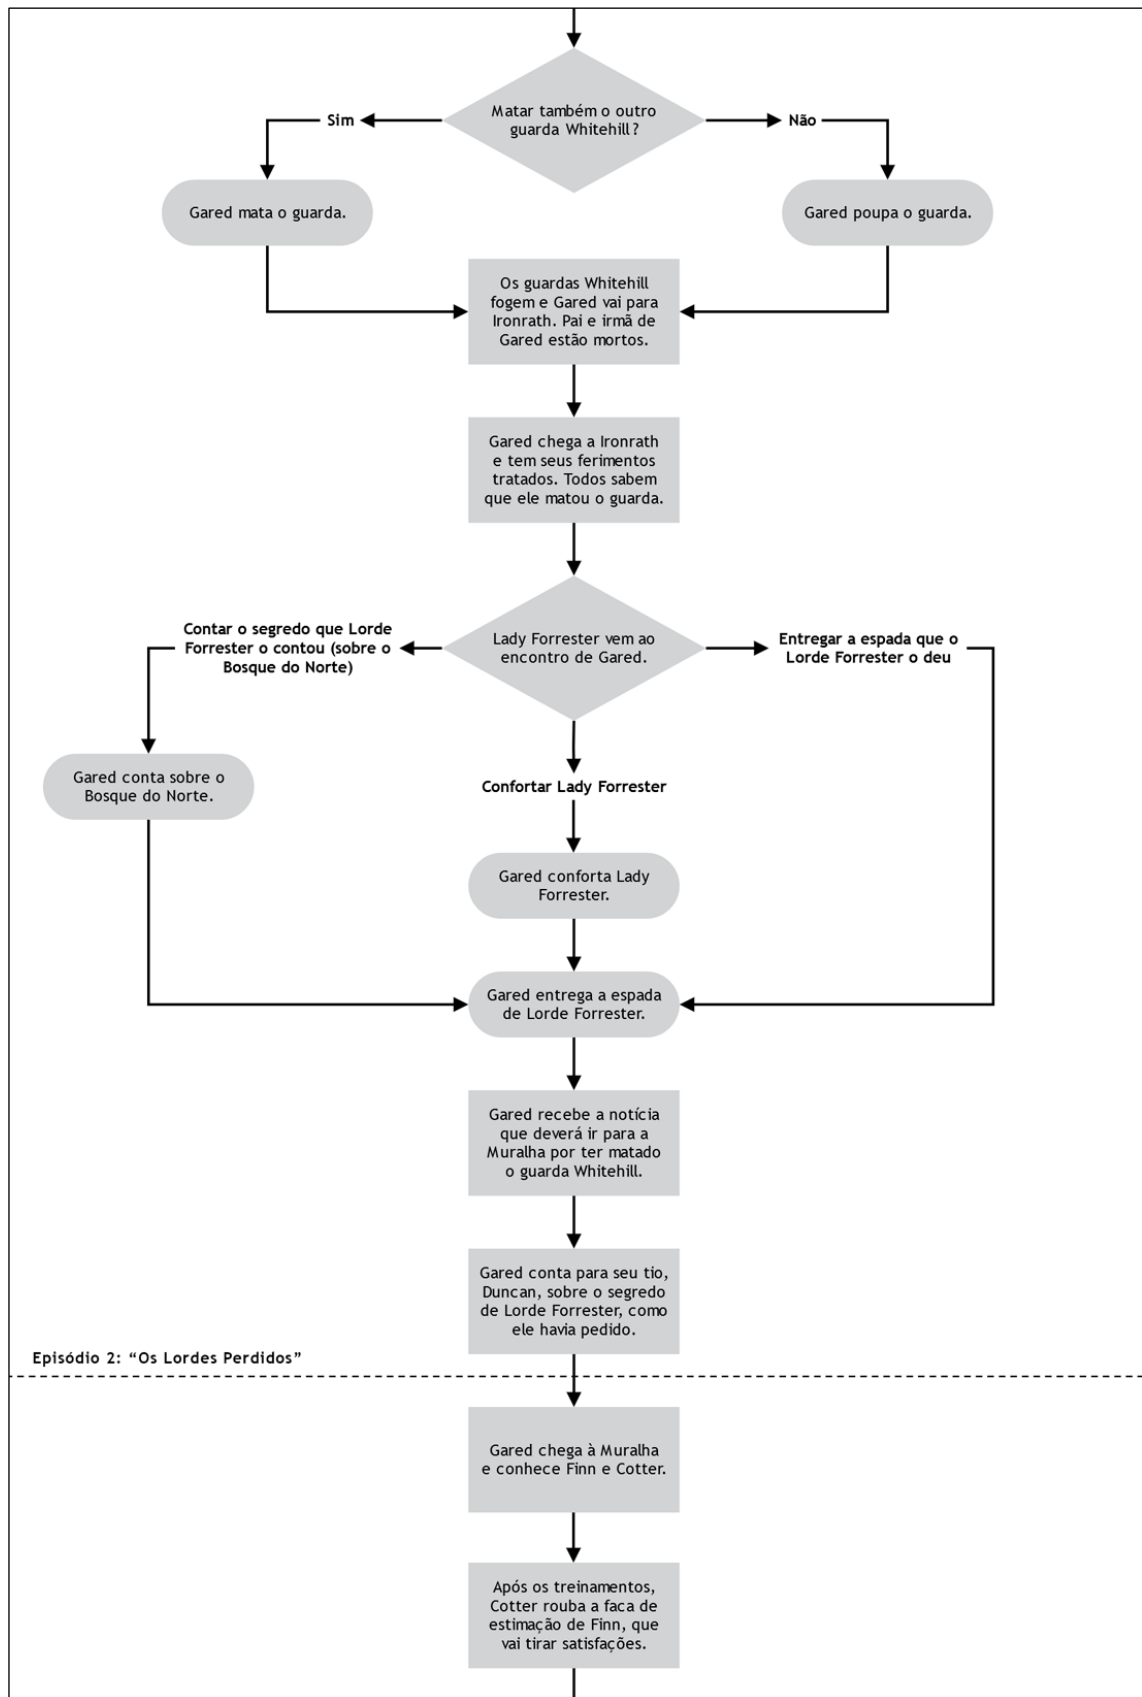 Matar também o outro
guarda Whitehill?
Sim
Não
Gared mata o guarda.
Gared poupa o guarda.
Os guardas Whitehill
fogem e Gared vai para
Ironrath. Pai e irmã de
Gared estão mortos.
Gared chega a Ironrath
e tem seus ferimentos
tratados. Todos sabem
que ele matou o guarda.
Contar o segredo que Lorde
Forrester o contou (sobre o
Bosque do Norte)
Lady Forrester vem ao
encontro de Gared.
Entregar a espada que o
Lorde Forrester o deu
Gared conta sobre o
Bosque do Norte.
Confortar Lady Forrester
Gared conforta Lady
Forrester.
Gared entrega a espada
de Lorde Forrester.
Gared recebe a notícia
que deverá ir para a
Muralha por ter matado
o guarda Whitehill.
Gared conta para seu tio,
Duncan, sobre o segredo
de Lorde Forrester, como
ele havia pedido.
Episódio 2: “Os Lordes Perdidos”
Gared chega à Muralha
e conhece Finn e Cotter.
Após os treinamentos,
Cotter rouba a faca de
estimação de Finn, que
vai tirar satisfações.